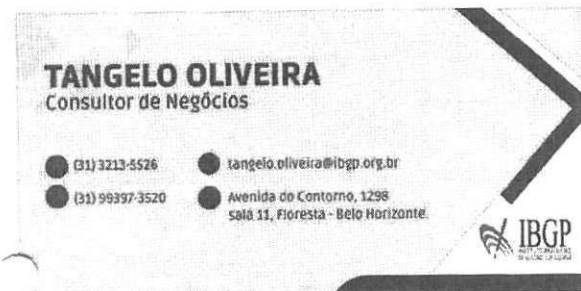 TANGELO OLIVEIRA
Consultor de Negócios
(31) 3213-5526
tangelo.oliveira@ibgp.org.br
(31) 99397-3520
Avenida do Contorno, 1298
sala 11, Floresta - Belo Horizonte.
IBGP